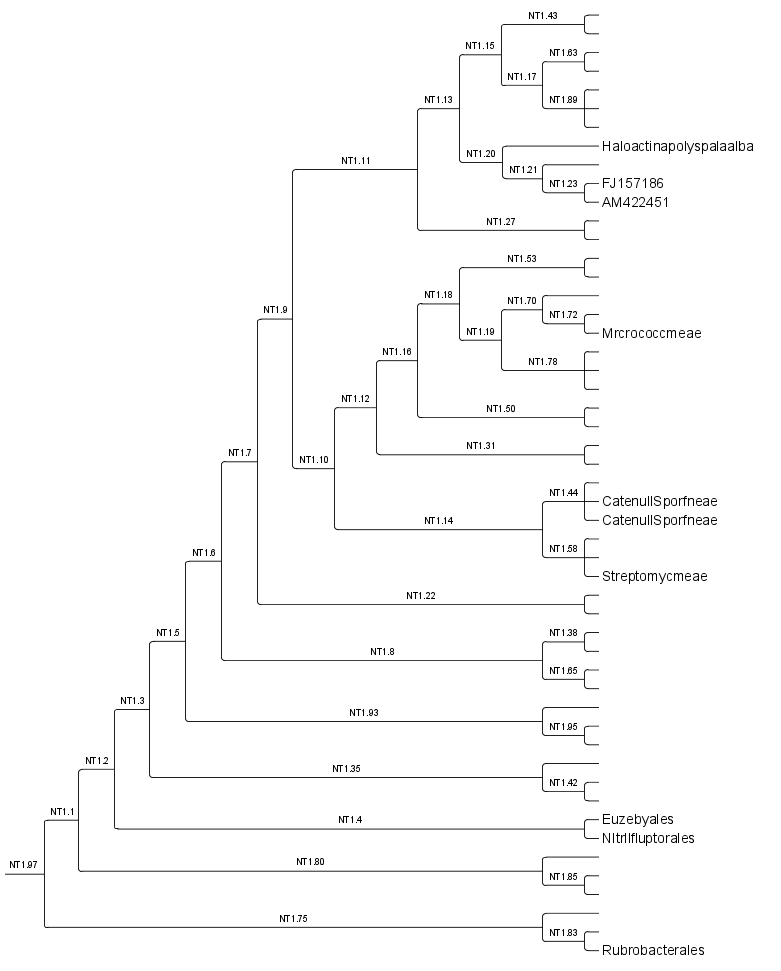 NT1.43
NT1.15
NT1.63
NT1.17
NT1.89
NT1.13
Haloactinapolyspalaalba
NT1.20
NT1.11
NT1.21
FJ157186
NT1.23
AM422451
NT1.27
NT1.53
NT1.18
NT1.70
NT1.9
NT1.72
NT1.19
Mrcrococcmeae
NT1.16
NT1.78
NT1.12
NT1.50
NT1.31
NT1.7
NT1.10
NT1.44
CatenullSporfneae
NT1.14
CatenullSporfneae
NT1.6
NT1.58
Streptomycmeae
NT1.22
NT1.5
NT1.38
NT1.8
NT1.65
NT1.3
NT1.93
NT1.95
NT1.2
NT1.35
NT1.42
NT1.1
NT1.4
Euzebyales
NItrIlfluptorales
NT1.97
NT1.80
NT1.85
NT1.75
NT1.83
Rubrobacterales